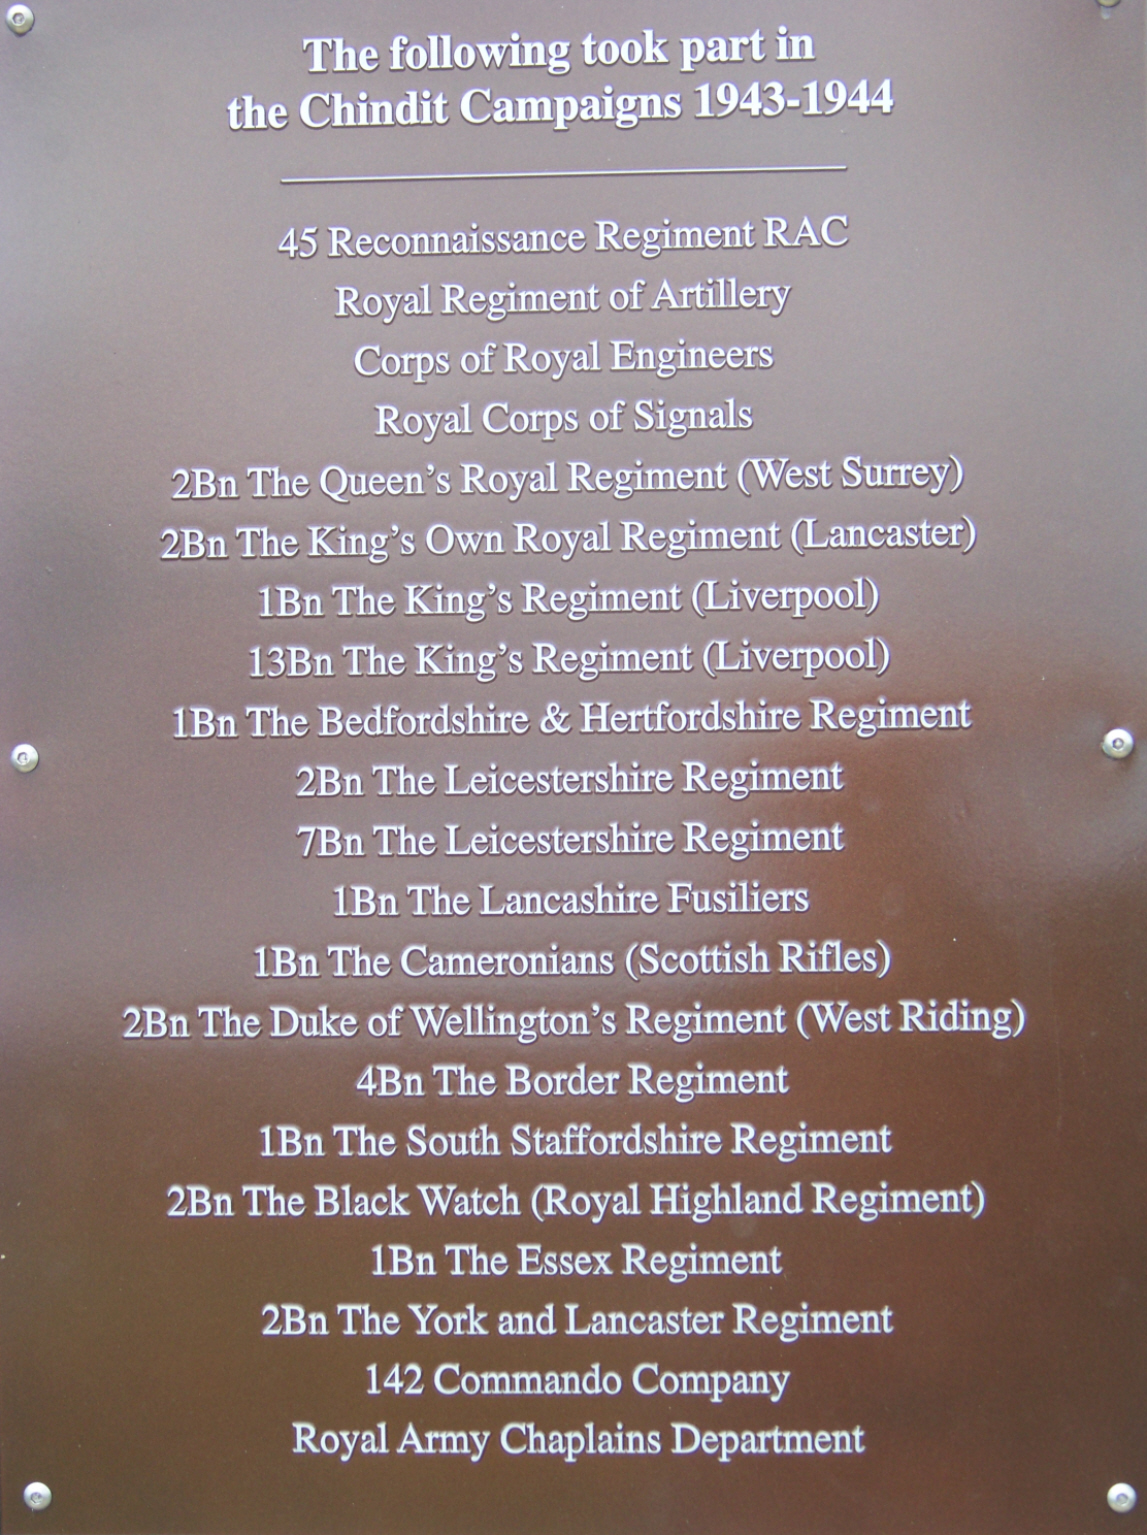 The following took part in
the Chindit Campaigns 1943-1944
45 Reconnaissance Regiment RAC
Royal Regiment of Artillery
Corps of Royal Engineers
Royal Corps of Signals
2Bn The Queen's Royal Regiment (West Surrey)
2Bn The King's Own Royal Regiment (Lancaster)
1Bn The King's Regiment (Liverpool)
13Bn The King's Regiment (Liverpool)
1Bn The Bedfordshire & Hertfordshire Regiment
2Bn The Leicestershire Regiment
7Bn The Leicestershire Regiment
1Bn The Lancashire Fusiliers
1Bn The Cameronians (Scottish Rifles)
2Bn The Duke of Wellington's Regiment (West Riding)
4Bn The Border Regiment
1Bn The South Staffordshire Regiment
2Bn The Black Watch (Royal Highland Regiment)
1Bn The Essex Regiment
2Bn The York and Lancaster Regiment
142 Commando Company
Royal Army Chaplains Department